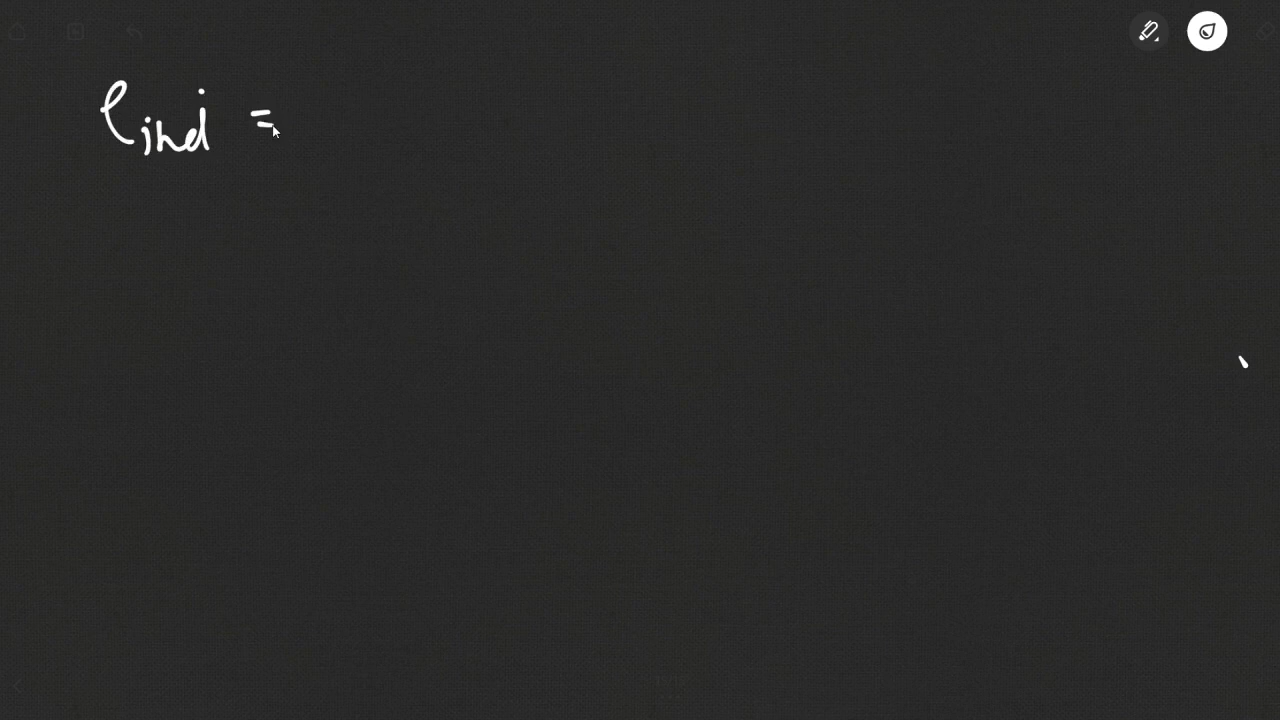 e_ind =